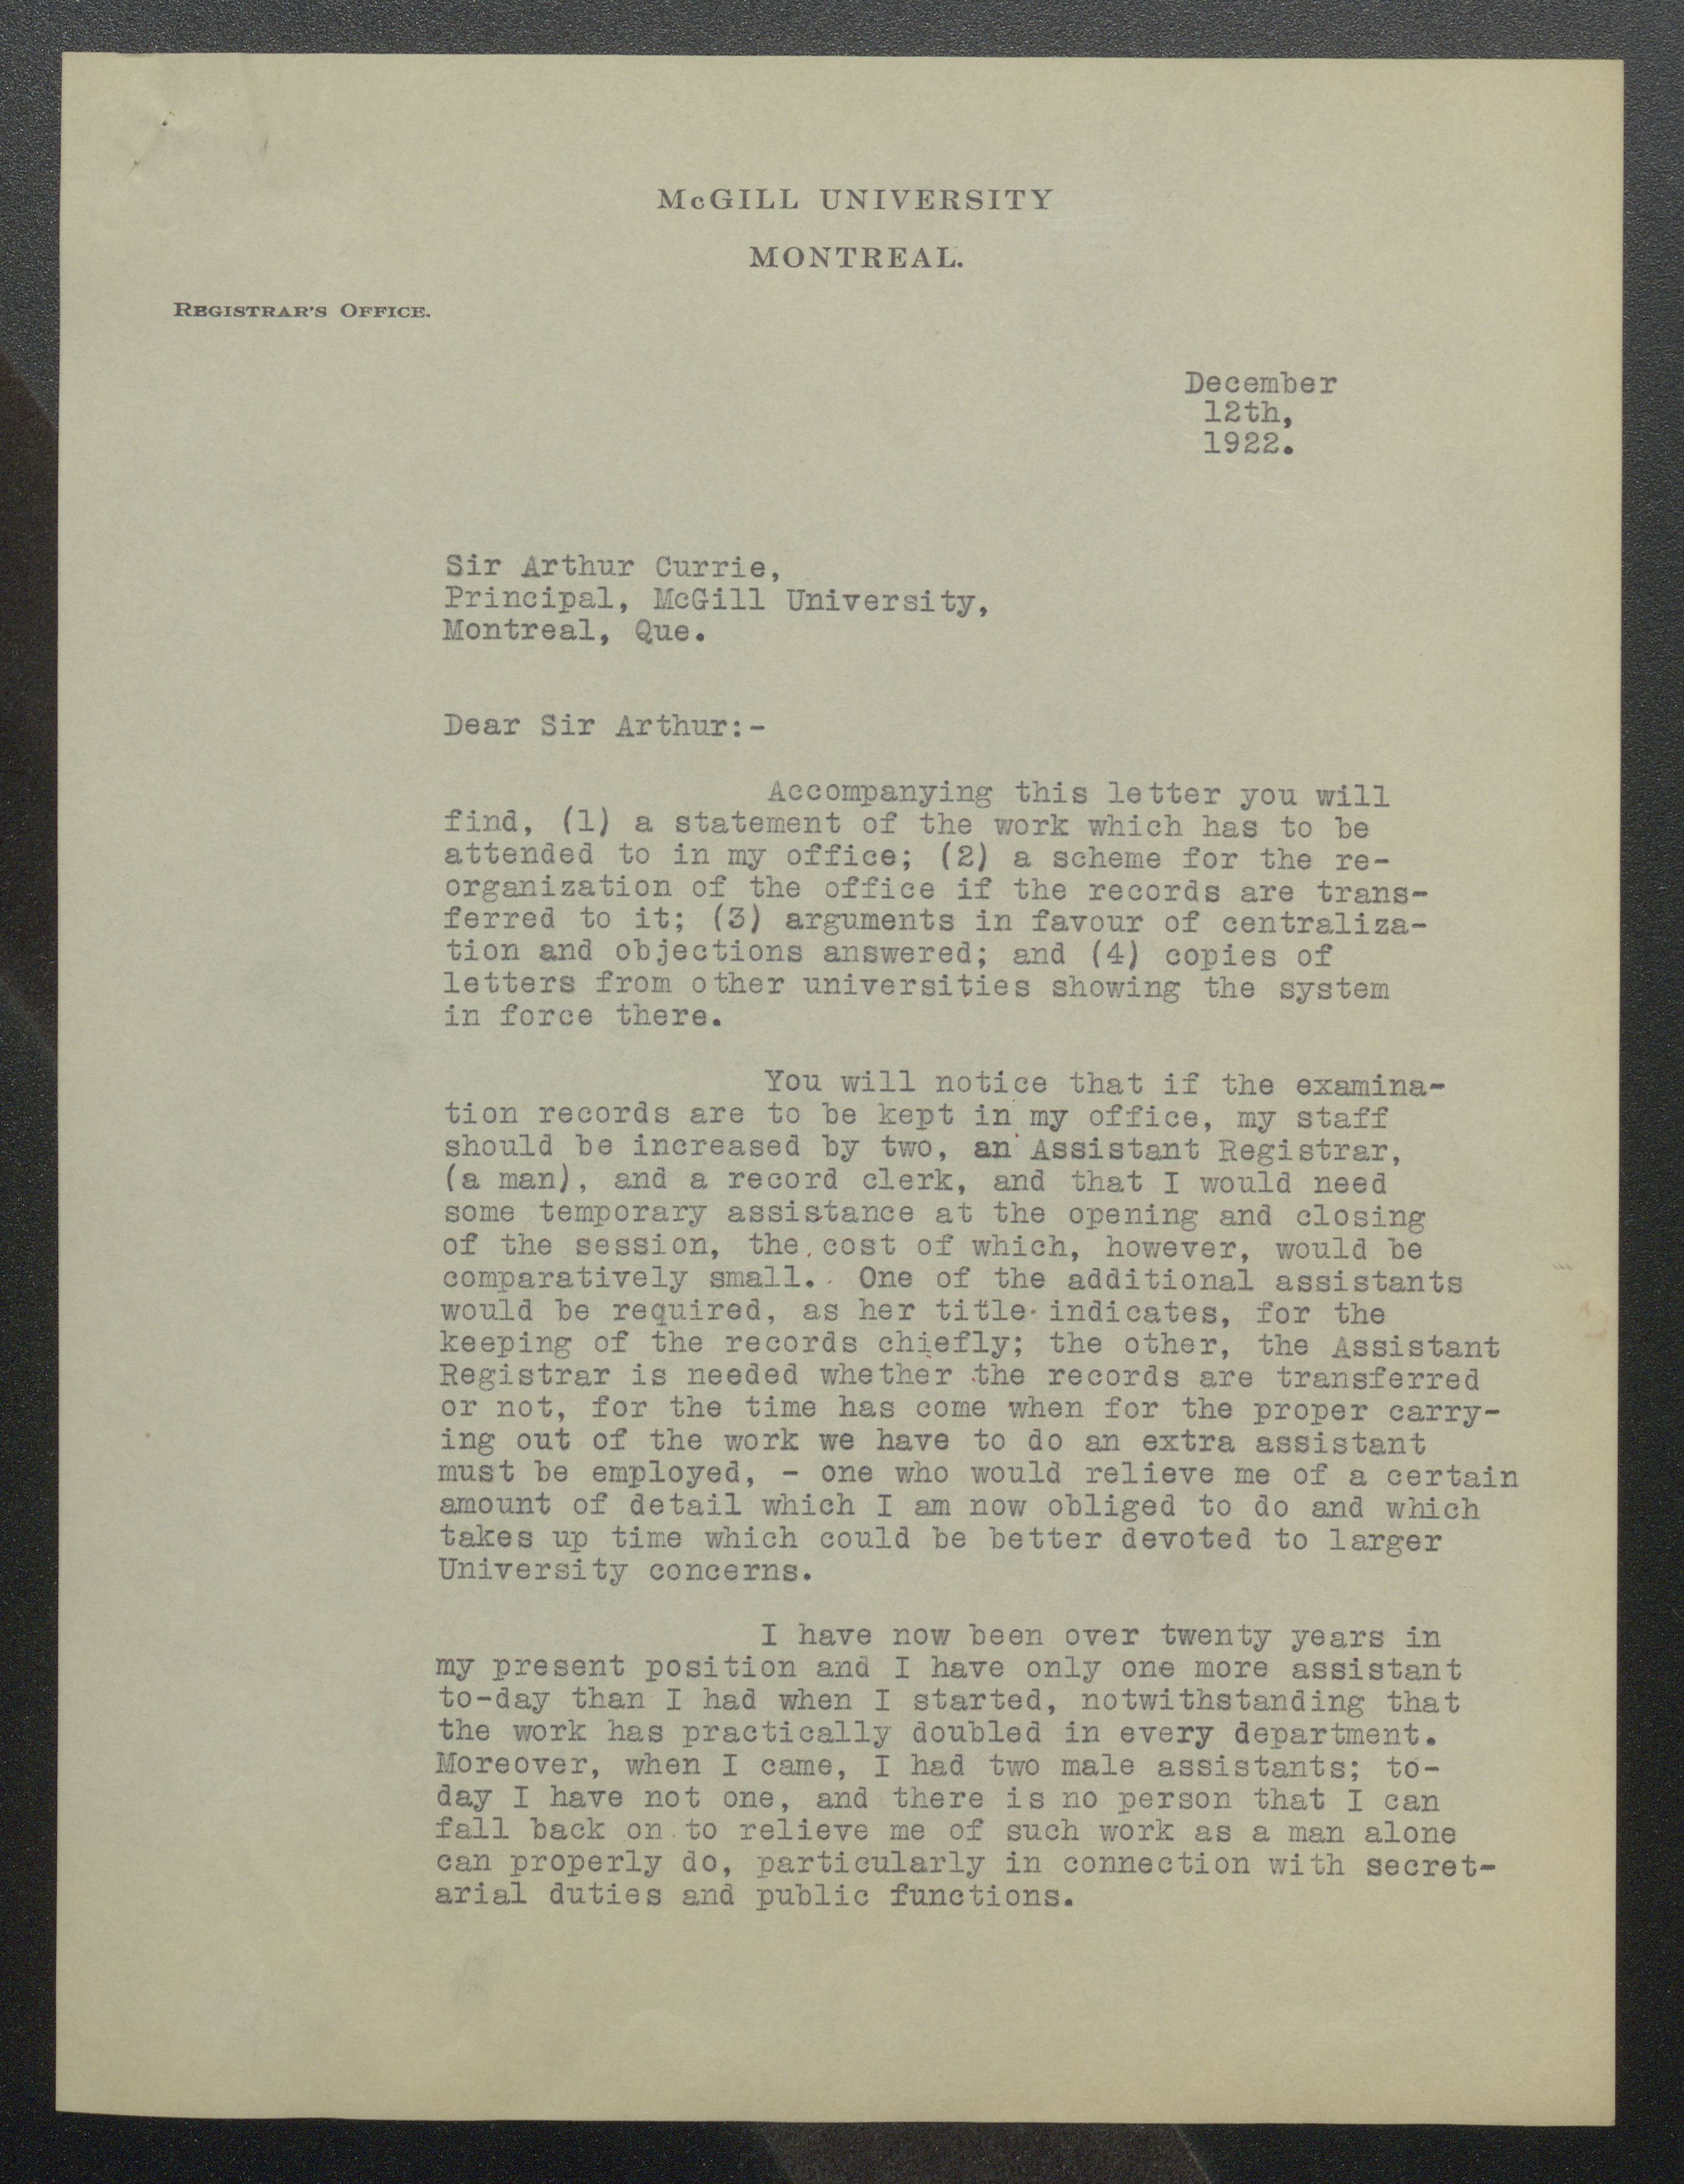 McGILL UNIVERSITY
MONTREAL.
REGISTRAR'S OFFICE.
December
12th,
1922.
Sir Arthur Currie,
Principal, McGill University,
Montreal, Que.
Dear Sir Arthur:-
Accompanying this letter you will
find, (1) a statement of the work which has to be
attended to in my office; (2) a scheme for the re-
organization of the office if the records are trans-
ferred to it; (3) arguments in favour of centraliza-
tion and objections answered; and (4) copies of
letters from other universities showing the system
in force there.
You will notice that if the examina-
tion records are to be kept in my office, my staff
should be increased by two, an Assistant Registrar,
(a man), and a record clerk, and that I would need
some temporary assistance at the opening and closing
of the session, the cost of which, however, would be
comparatively small. One of the additional assistants
would be required, as her title indicates, for the
keeping of the records chiefly; the other, the Assistant
Registrar is needed whether the records are transferred
or not, for the time has come when for the proper carry-
ing out of the work we have to do an extra assistant
must be employed, - one who would relieve me of a certain
amount of detail which I am now obliged to do and which
takes up time which could be better devoted to larger
University concerns.
I have now been over twenty years in
my present position and I have only one more assistant
to-day than I had when I started, notwithstanding that
the work has practically doubled in every department.
Moreover, when I came, I had two male assistants; to-
day I have not one, and there is no person that I can
fall back on to relieve me of such work as a man alone
can properly do, particularly in connection with secret-
arial duties and public functions.